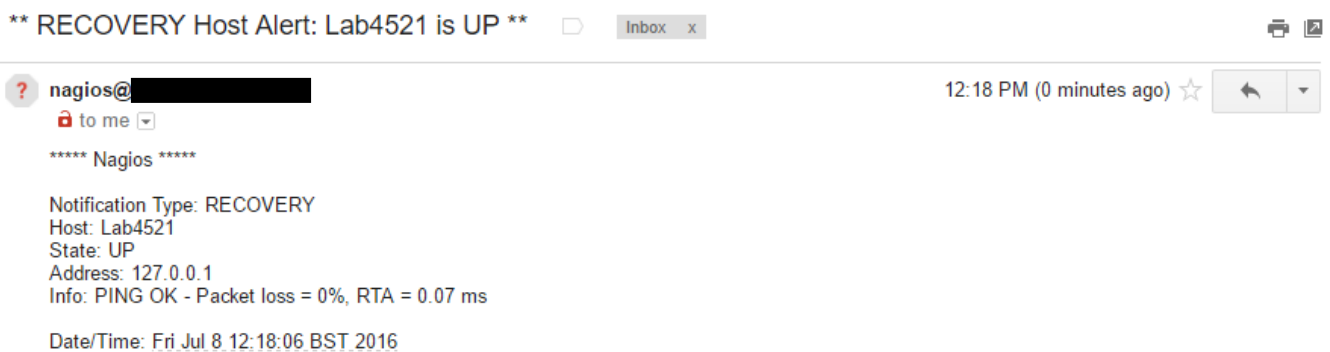 ** RECOVERY Host Alert: Lab4521 is UP ** Inbox x
? nagios@ 12:18 PM (0 minutes ago)
to me
***** Nagios *****
Notification Type: RECOVERY
Host: Lab4521
State: UP
Address: 127.0.0.1
Info: PING OK - Packet loss = 0%, RTA = 0.07 ms
Date/Time: Fri Jul 8 12:18:06 BST 2016